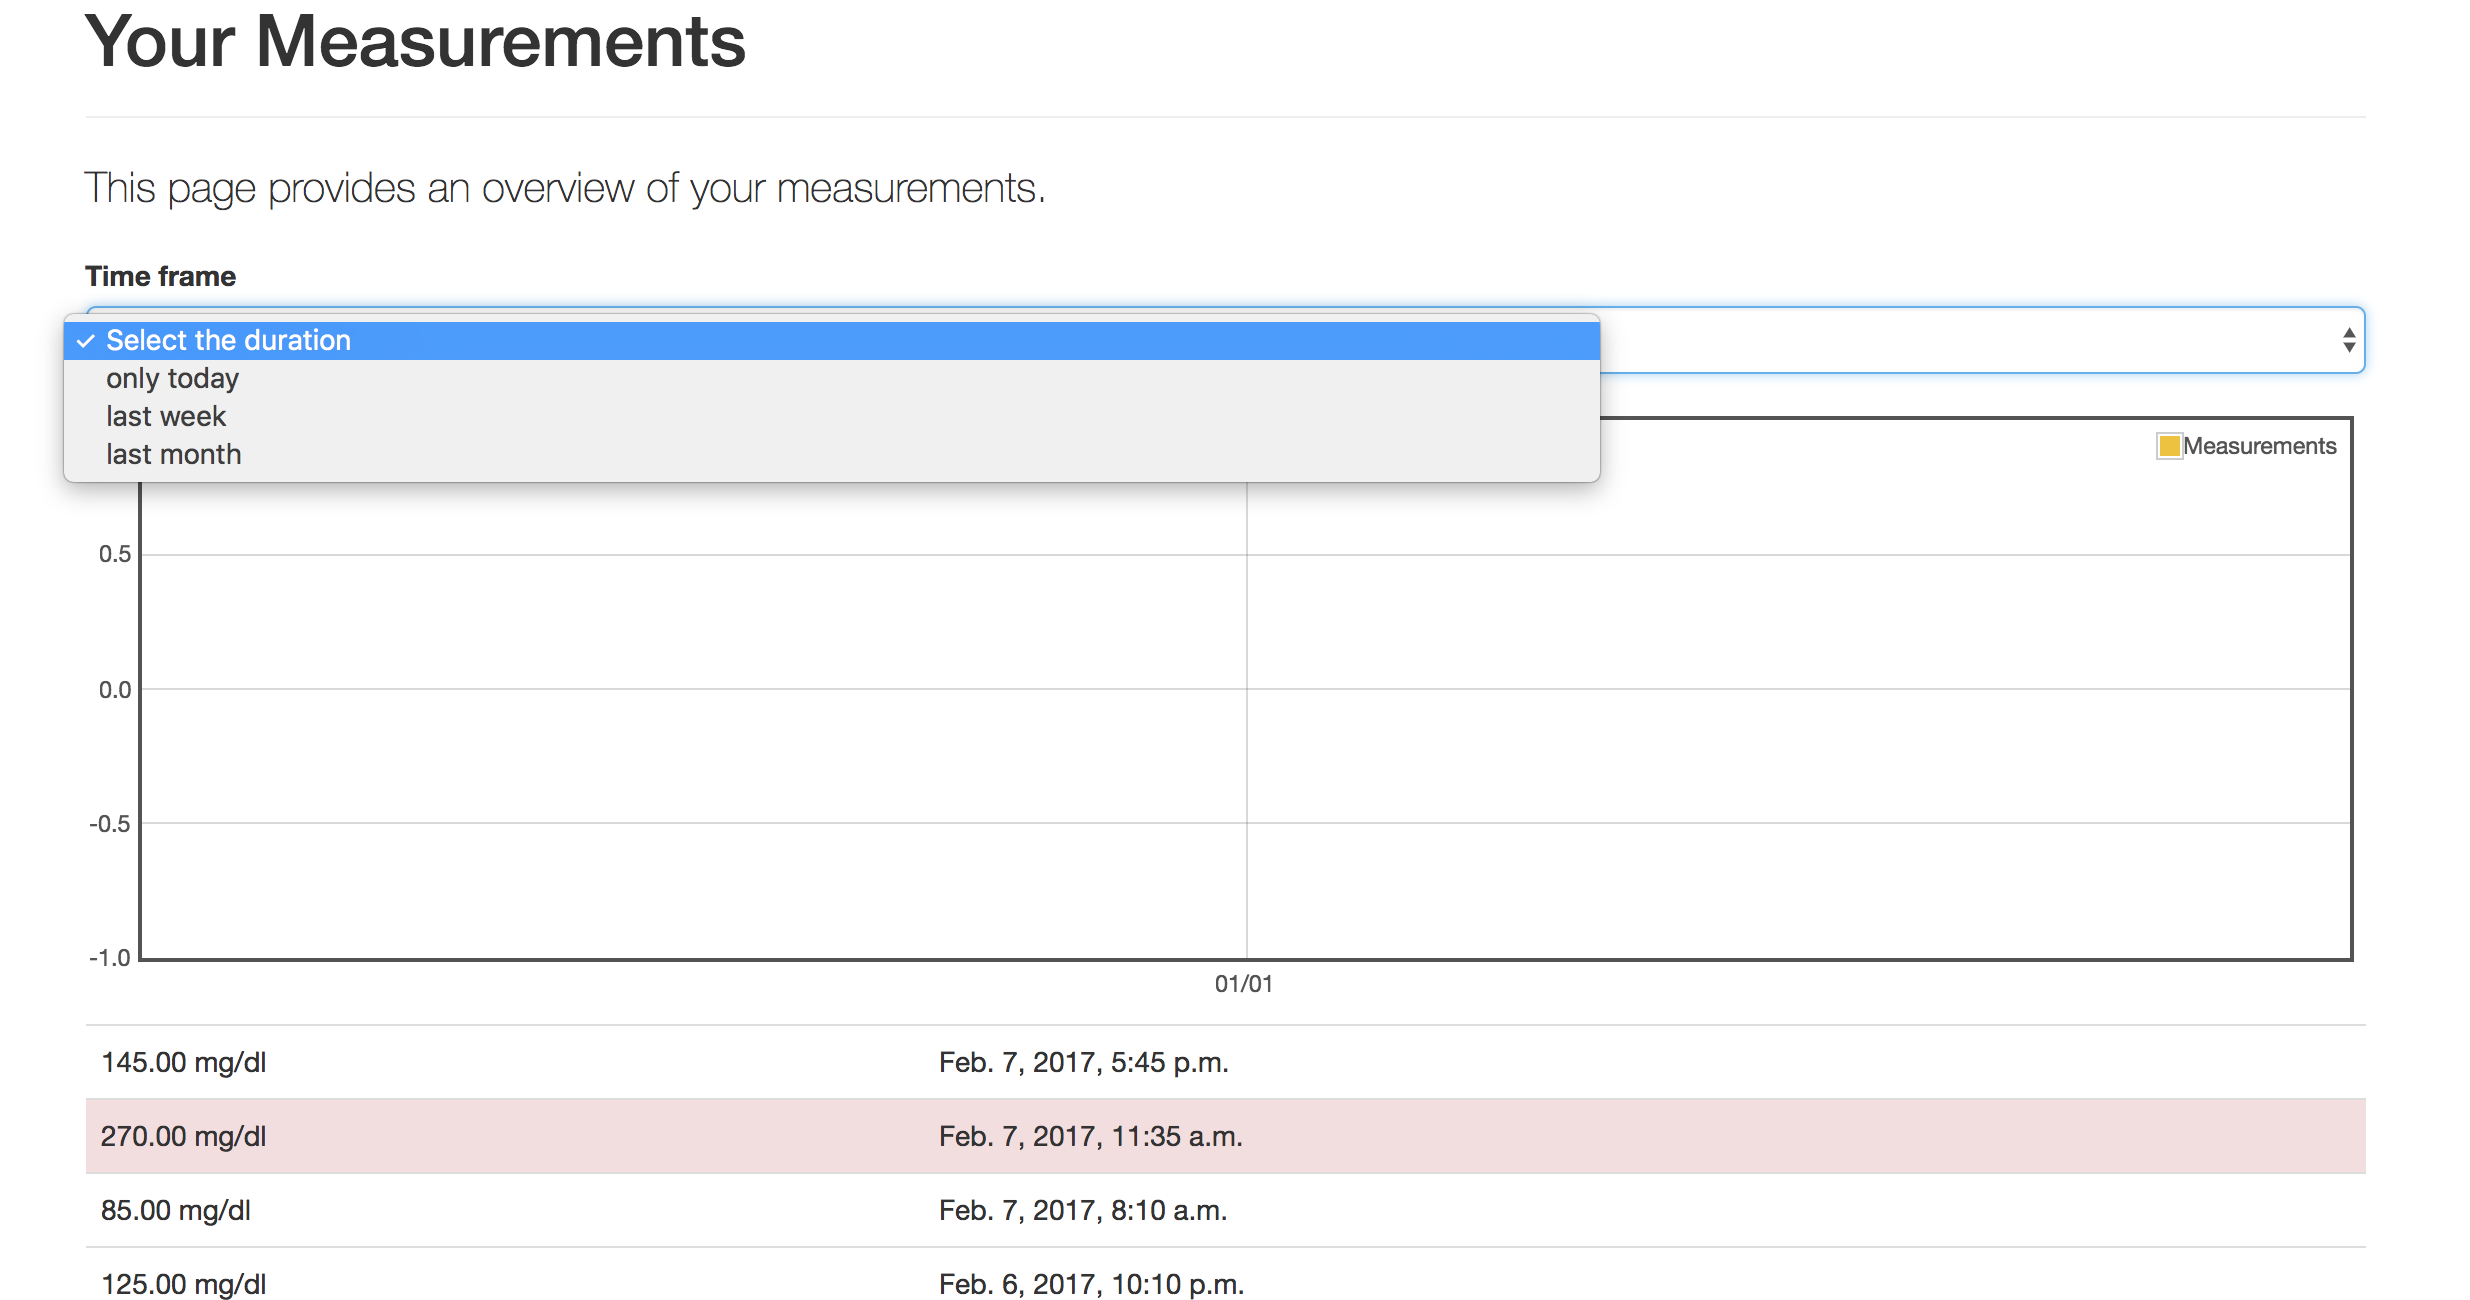 Your Measurements
This page provides an overview of your measurements.
Time frame
✓ Select the duration
only today
last week
last month
Measurements
0.5
0.0
-0.5
-1.0
01/01
145.00 mg/dl Feb. 7, 2017, 5:45 p.m.
270.00 mg/dl Feb. 7, 2017, 11:35 a.m.
85.00 mg/dl Feb. 7, 2017, 8:10 a.m.
125.00 mg/dl Feb. 6, 2017, 10:10 p.m.